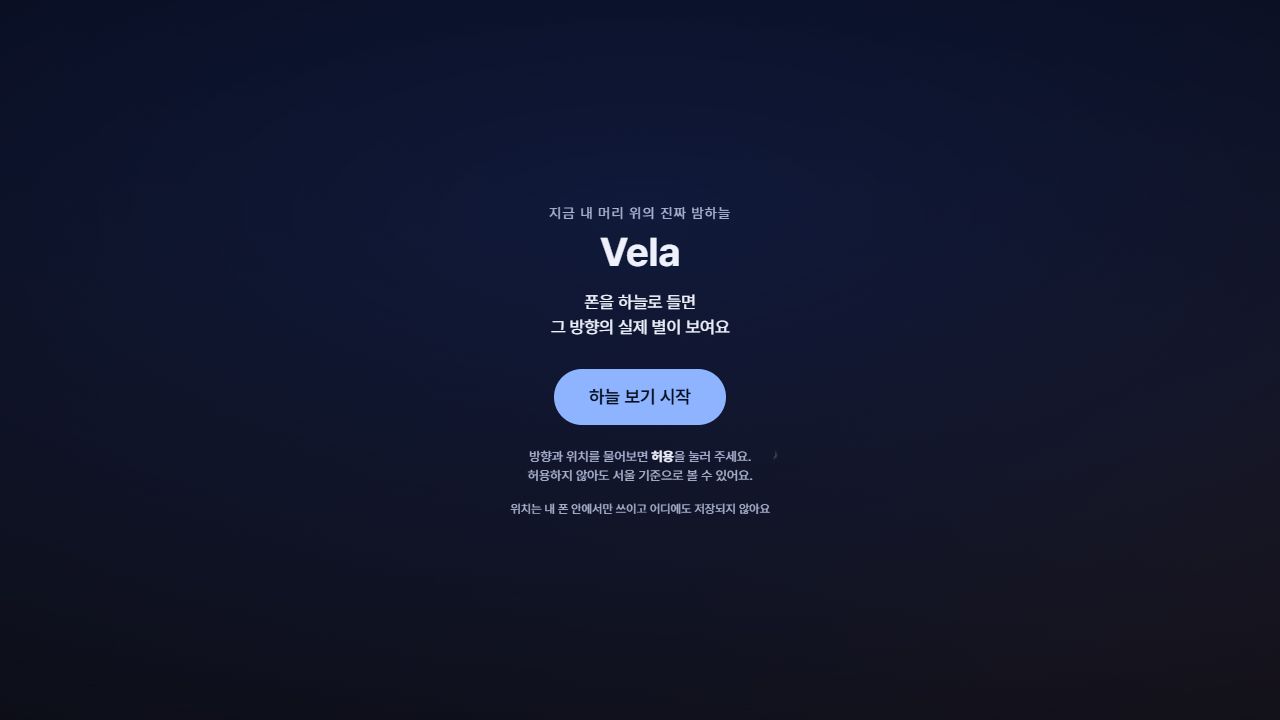 지금 내 머리 위의 진짜 밤하늘
Vela
폰을 하늘로 들면
그 방향의 실제 별이 보여요
하늘 보기 시작
방향과 위치를 물어보면 허용을 눌러 주세요.
허용하지 않아도 서울 기준으로 볼 수 있어요.
위치는 내 폰 안에서만 쓰이고 어디에도 저장되지 않아요